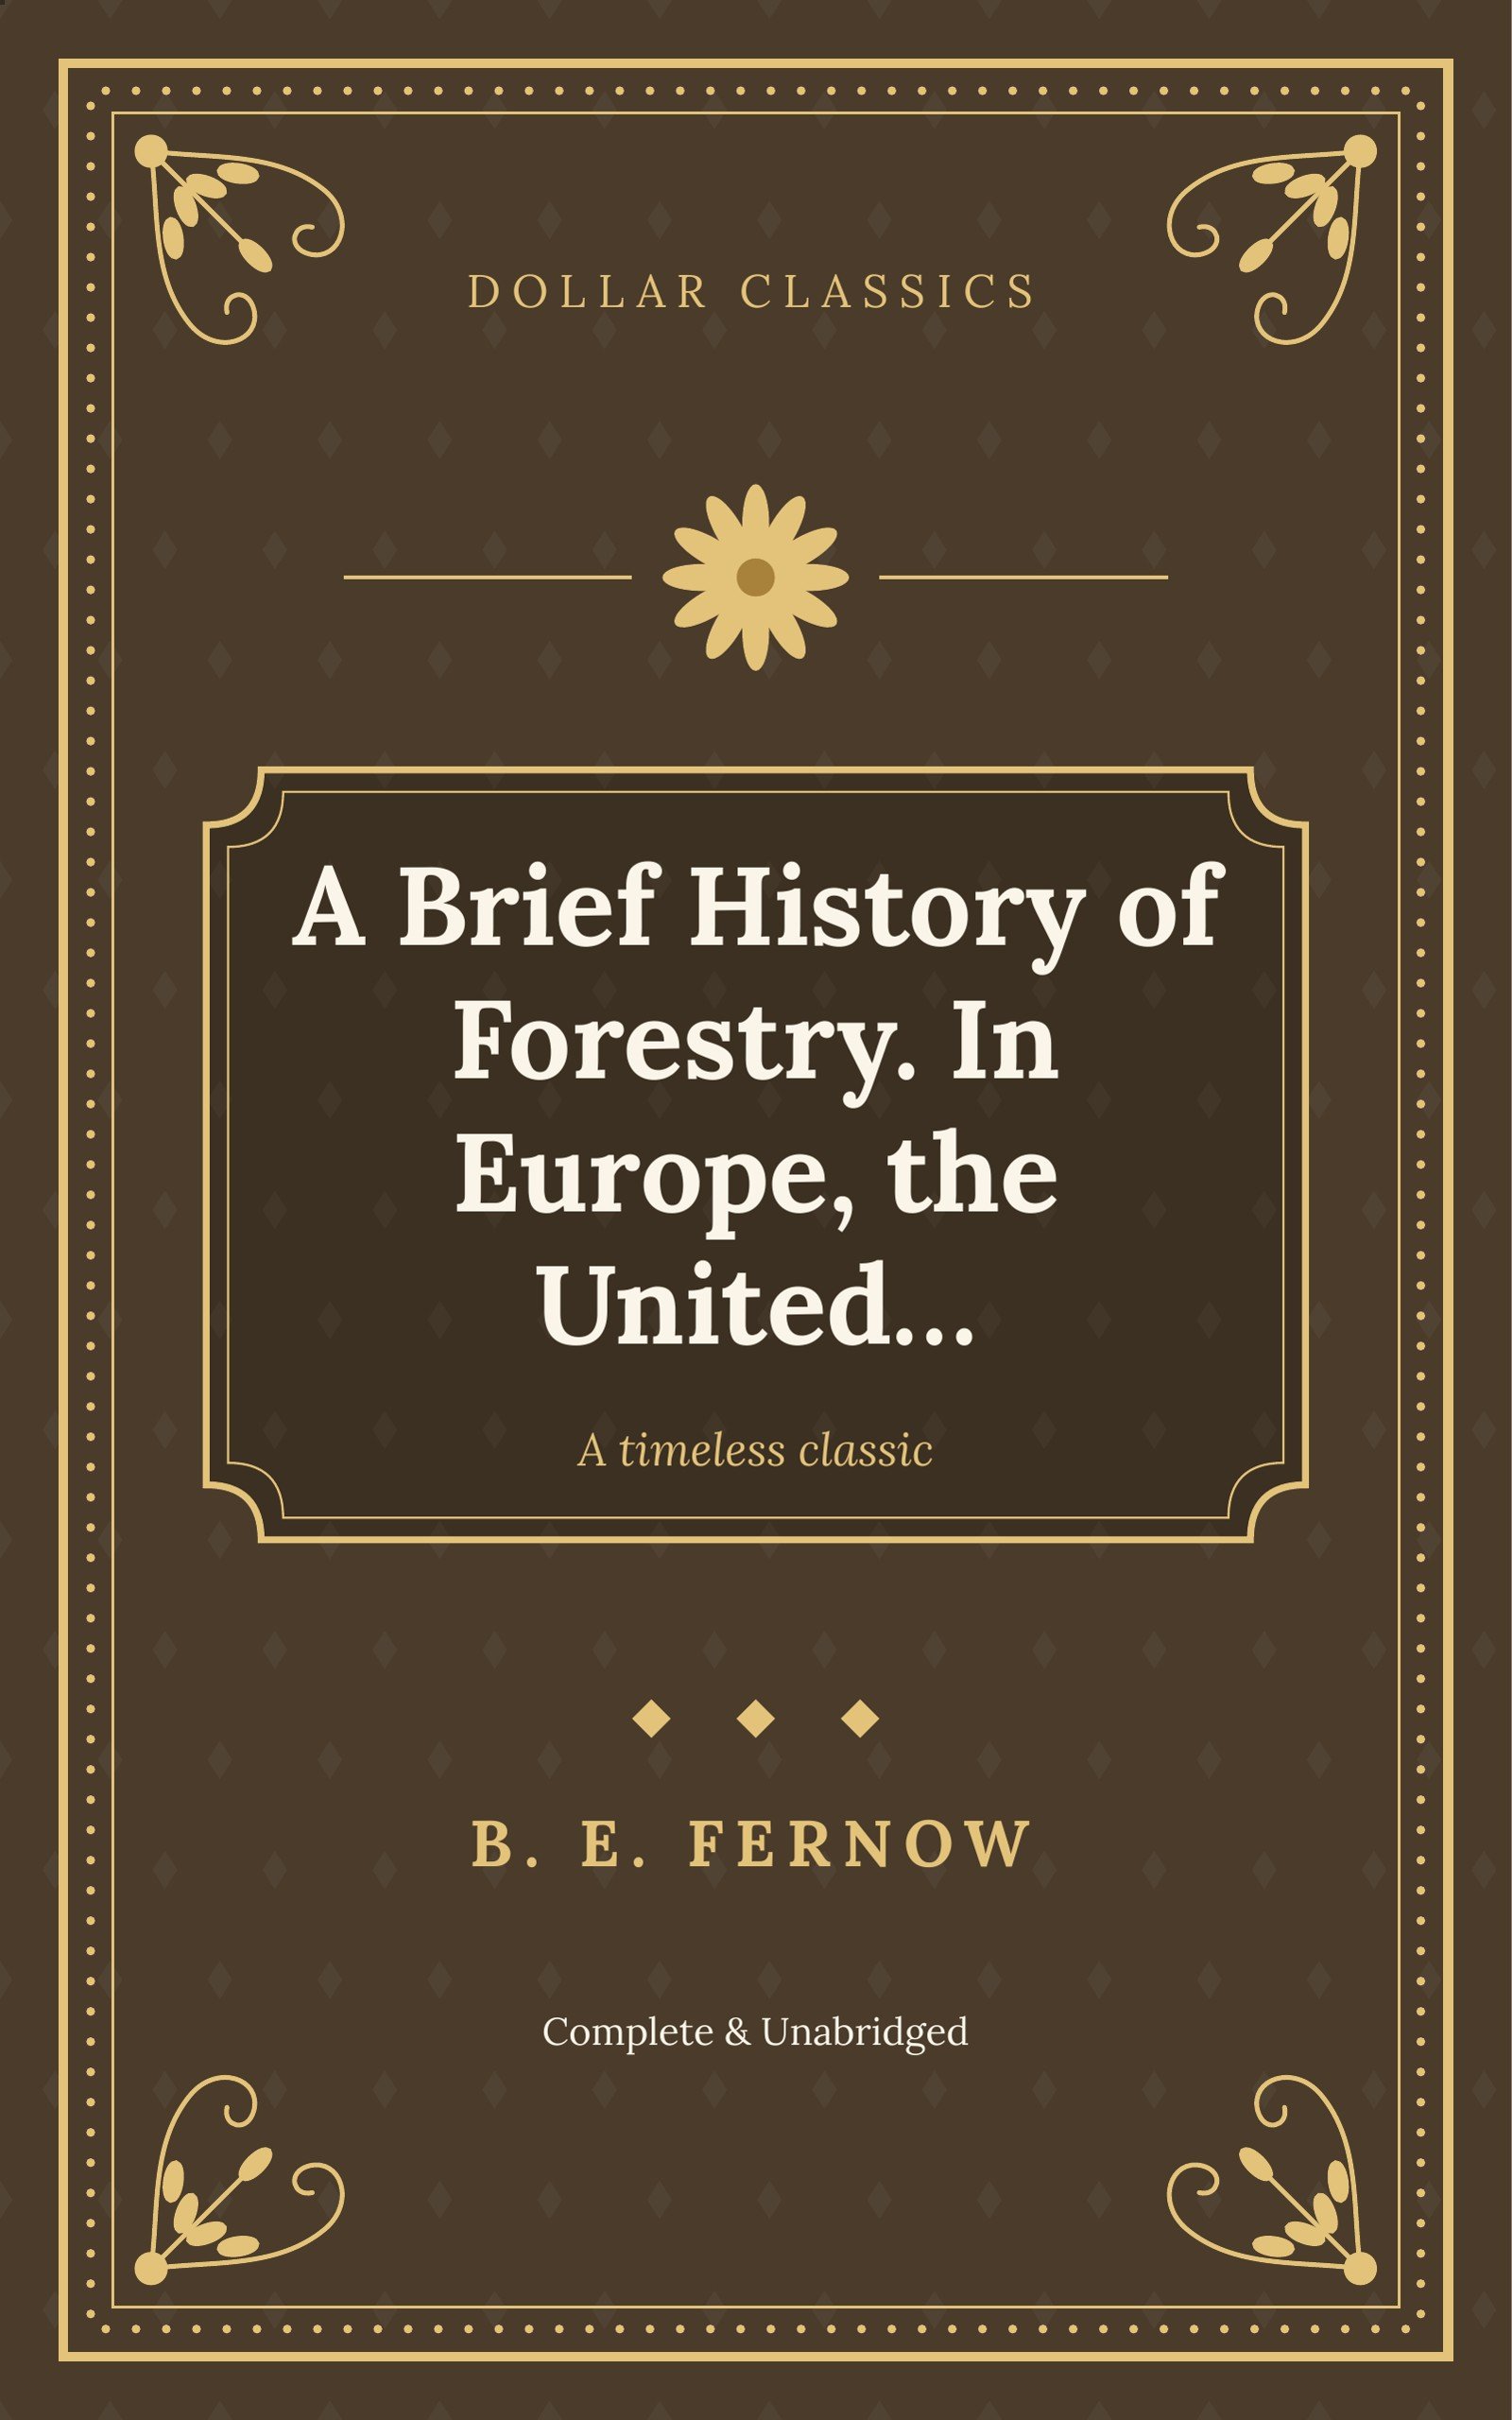 DOLLAR CLASSICS
A Brief History of
Forestry. In
Europe, the
United...
A timeless classic
B. E. FERNOW
Complete & Unabridged